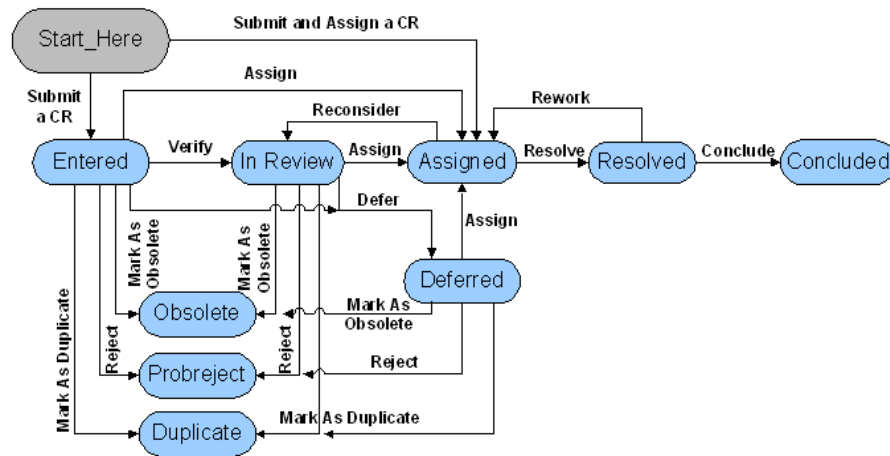 Submit and Assign a CR
Start_Here
Submit
a CR
Assign
Reconsider
Rework
Entered
Verify
In Review
Assign
Assigned
Resolve
Resolved
Conclude
Concluded
Defer
Assign
Mark As
Obsolete
Mark As
Obsolete
Deferred
Obsolete
Mark As
Obsolete
Mark As Duplicate
Reject
Probreject
Reject
Reject
Duplicate
Mark As Duplicate